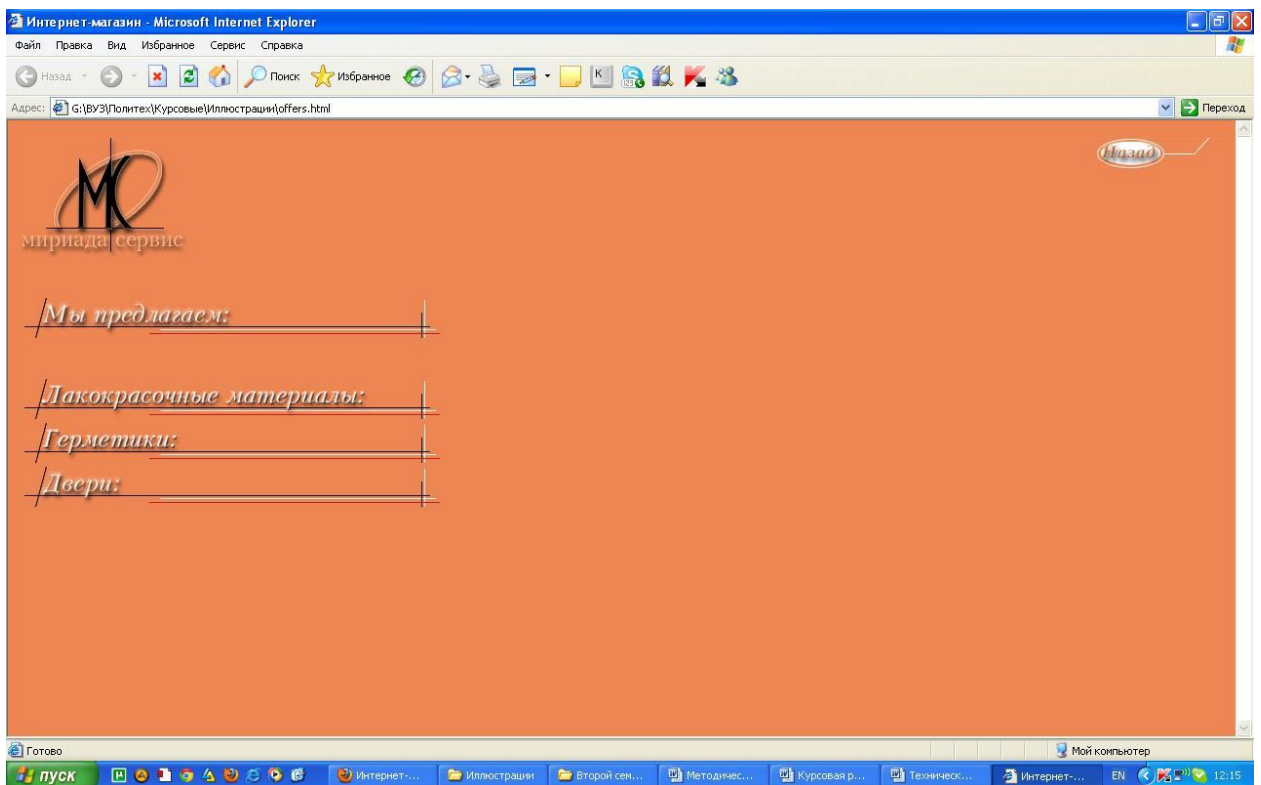 Интернет-магазин - Microsoft Internet Explorer
Файл Правка Вид Избранное Сервис Справка
Назад Поиск Избранное
Адрес: G:\ВУЗ\Политех\Курсовые\Иллюстрации\offers.html Переход
Назад
МС
мириада сервис
Мы предлагаем:
Лакокрасочные материалы:
Герметики:
Двери:
Готово Мой компьютер
пуск Интернет-... Иллюстрации Второй сем... Методичес... Курсовая р... Техническ... Интернет-... EN 12:15